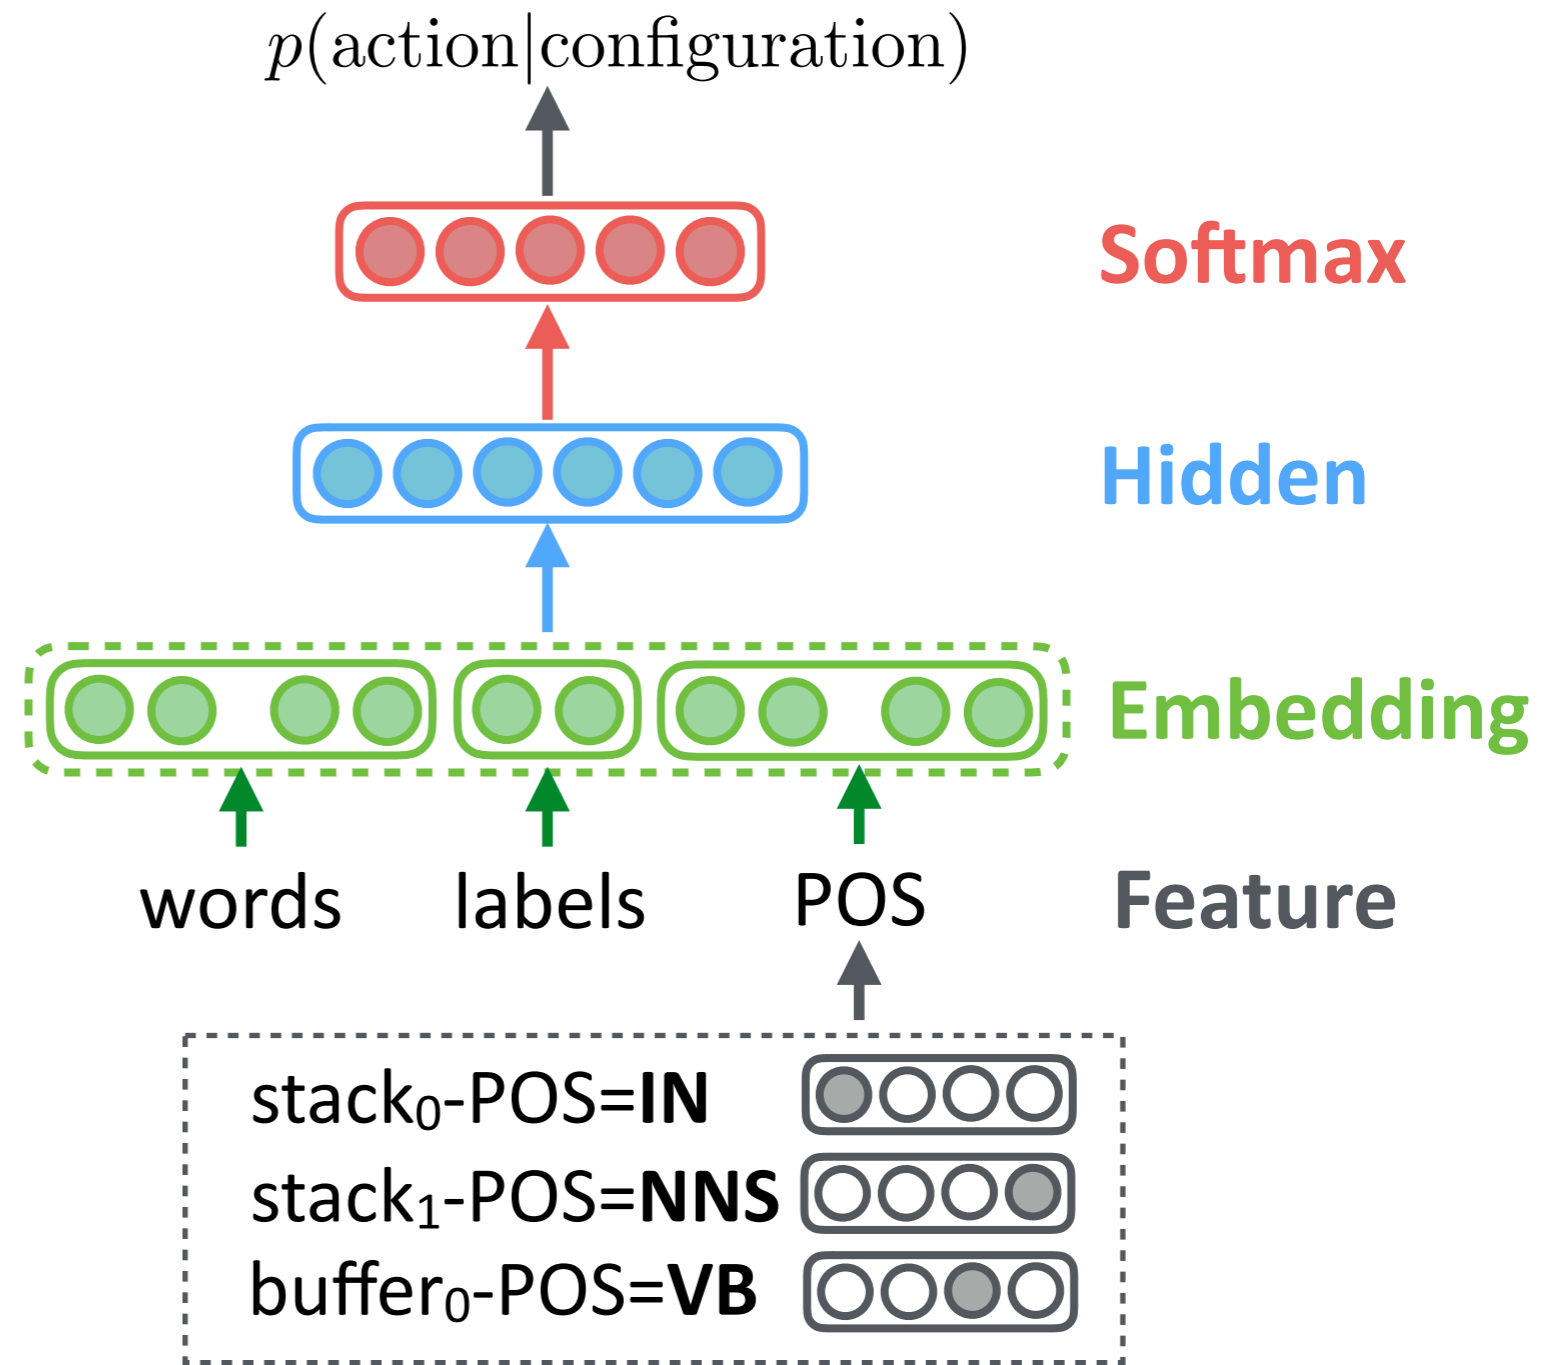 p(action|configuration)
Softmax
Hidden
Embedding
words labels POS Feature
stack₀-POS=IN
stack₁-POS=NNS
buffer₀-POS=VB